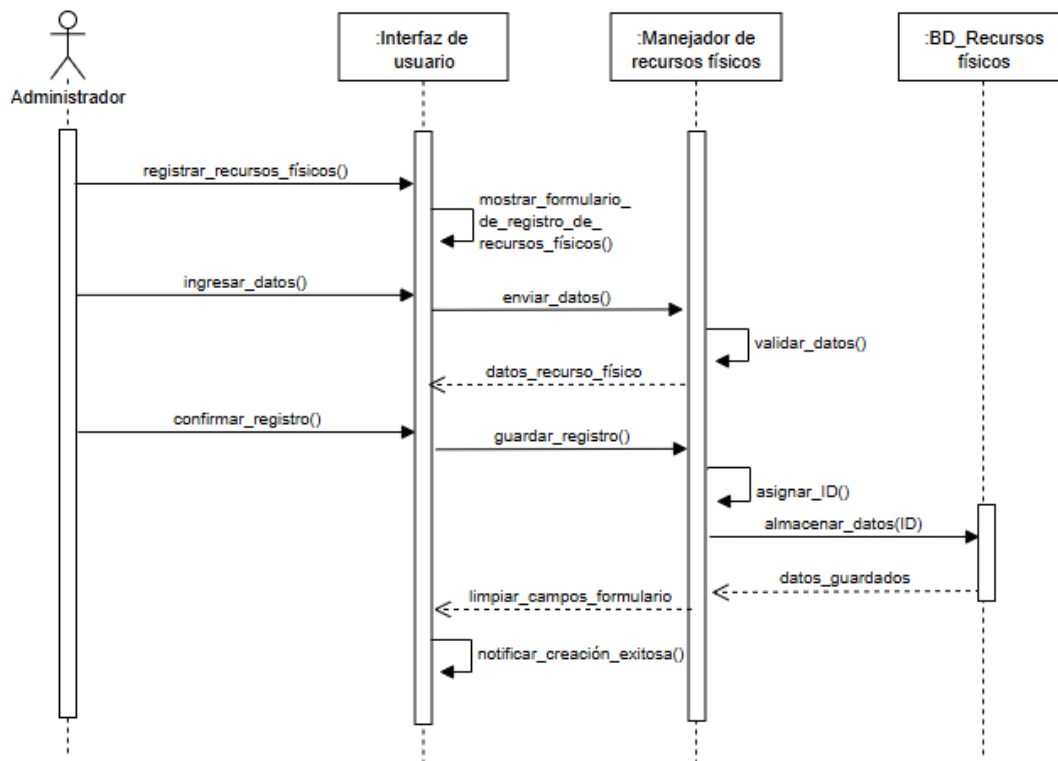 :Interfaz de
usuario
:Manejador de
recursos físicos
:BD_Recursos
físicos
Administrador
registrar_recursos_físicos()
mostrar_formulario_
de_registro_de_
recursos_físicos()
ingresar_datos()
enviar_datos()
validar_datos()
datos_recurso_físico
confirmar_registro()
guardar_registro()
asignar_ID()
almacenar_datos(ID)
datos_guardados
limpiar_campos_formulario
notificar_creación_exitosa()